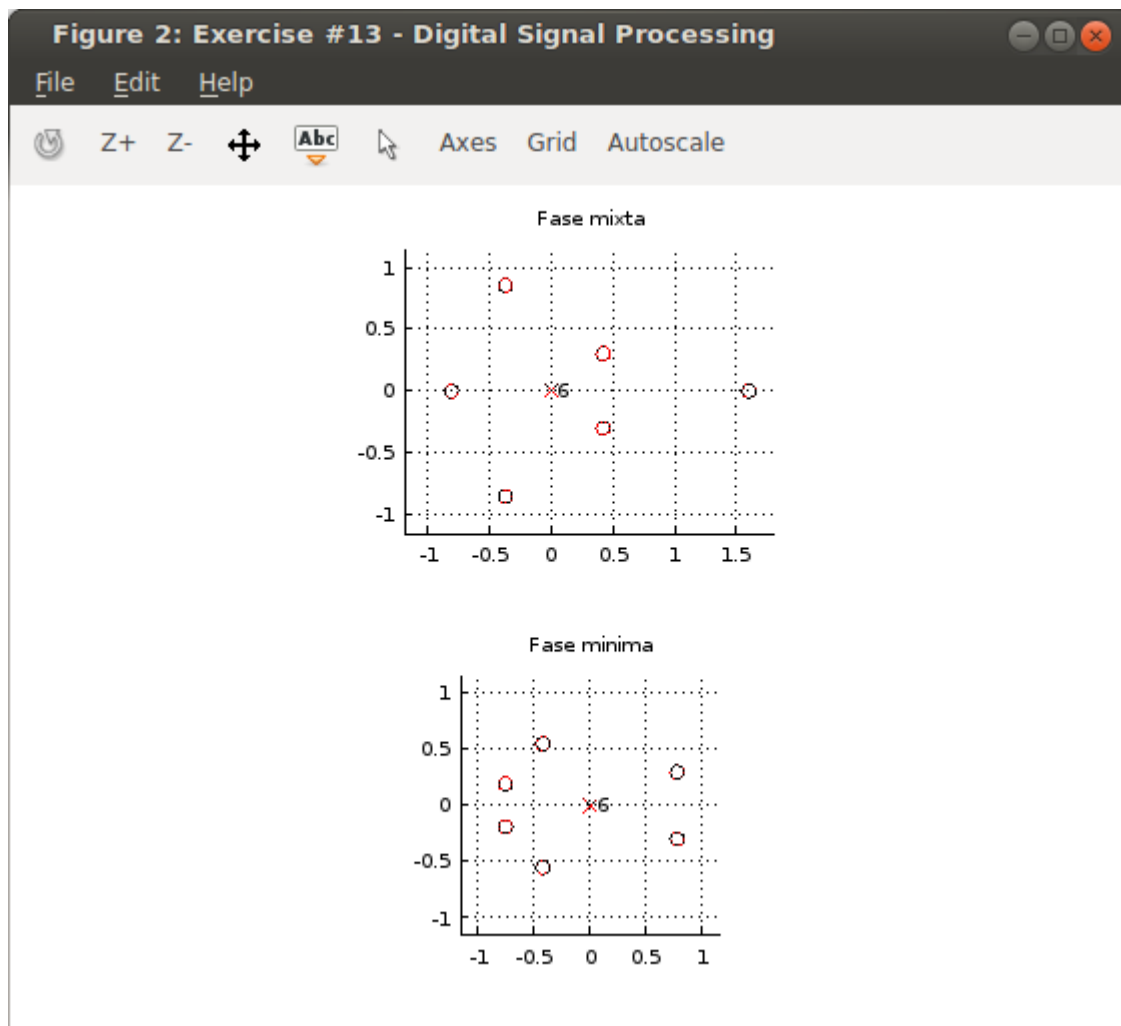 Figure 2: Exercise #13 - Digital Signal Processing
File Edit Help
Z+ Z- Abc Axes Grid Autoscale
Fase mixta
1
0.5
0
-0.5
-1
6
-1 -0.5 0 0.5 1 1.5
Fase minima
1
0.5
0
-0.5
-1
6
-1 -0.5 0 0.5 1